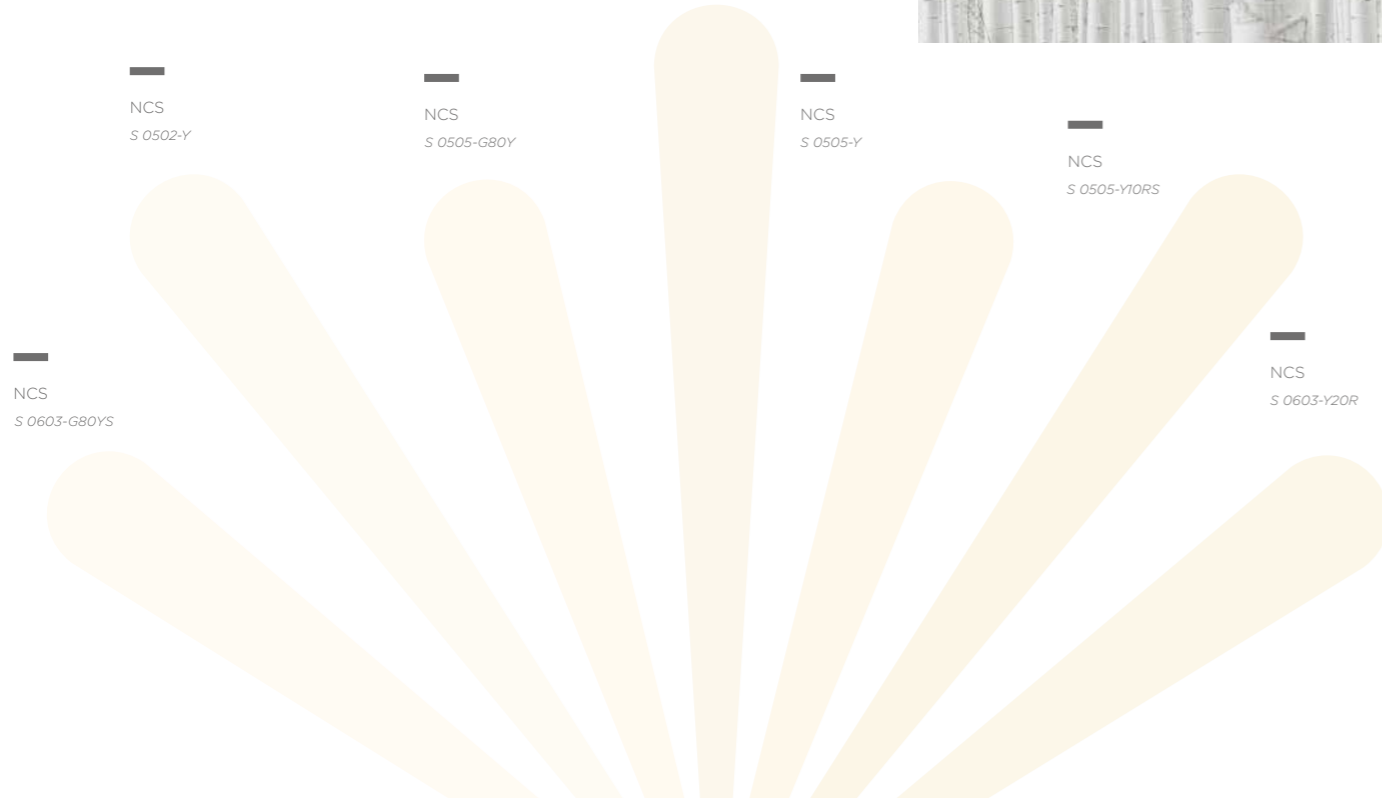 NCS
S 0502-Y
NCS
S 0505-G80Y
NCS
S 0505-Y
NCS
S 0505-Y10RS
NCS
S 0603-G80YS
NCS
S 0603-Y20R